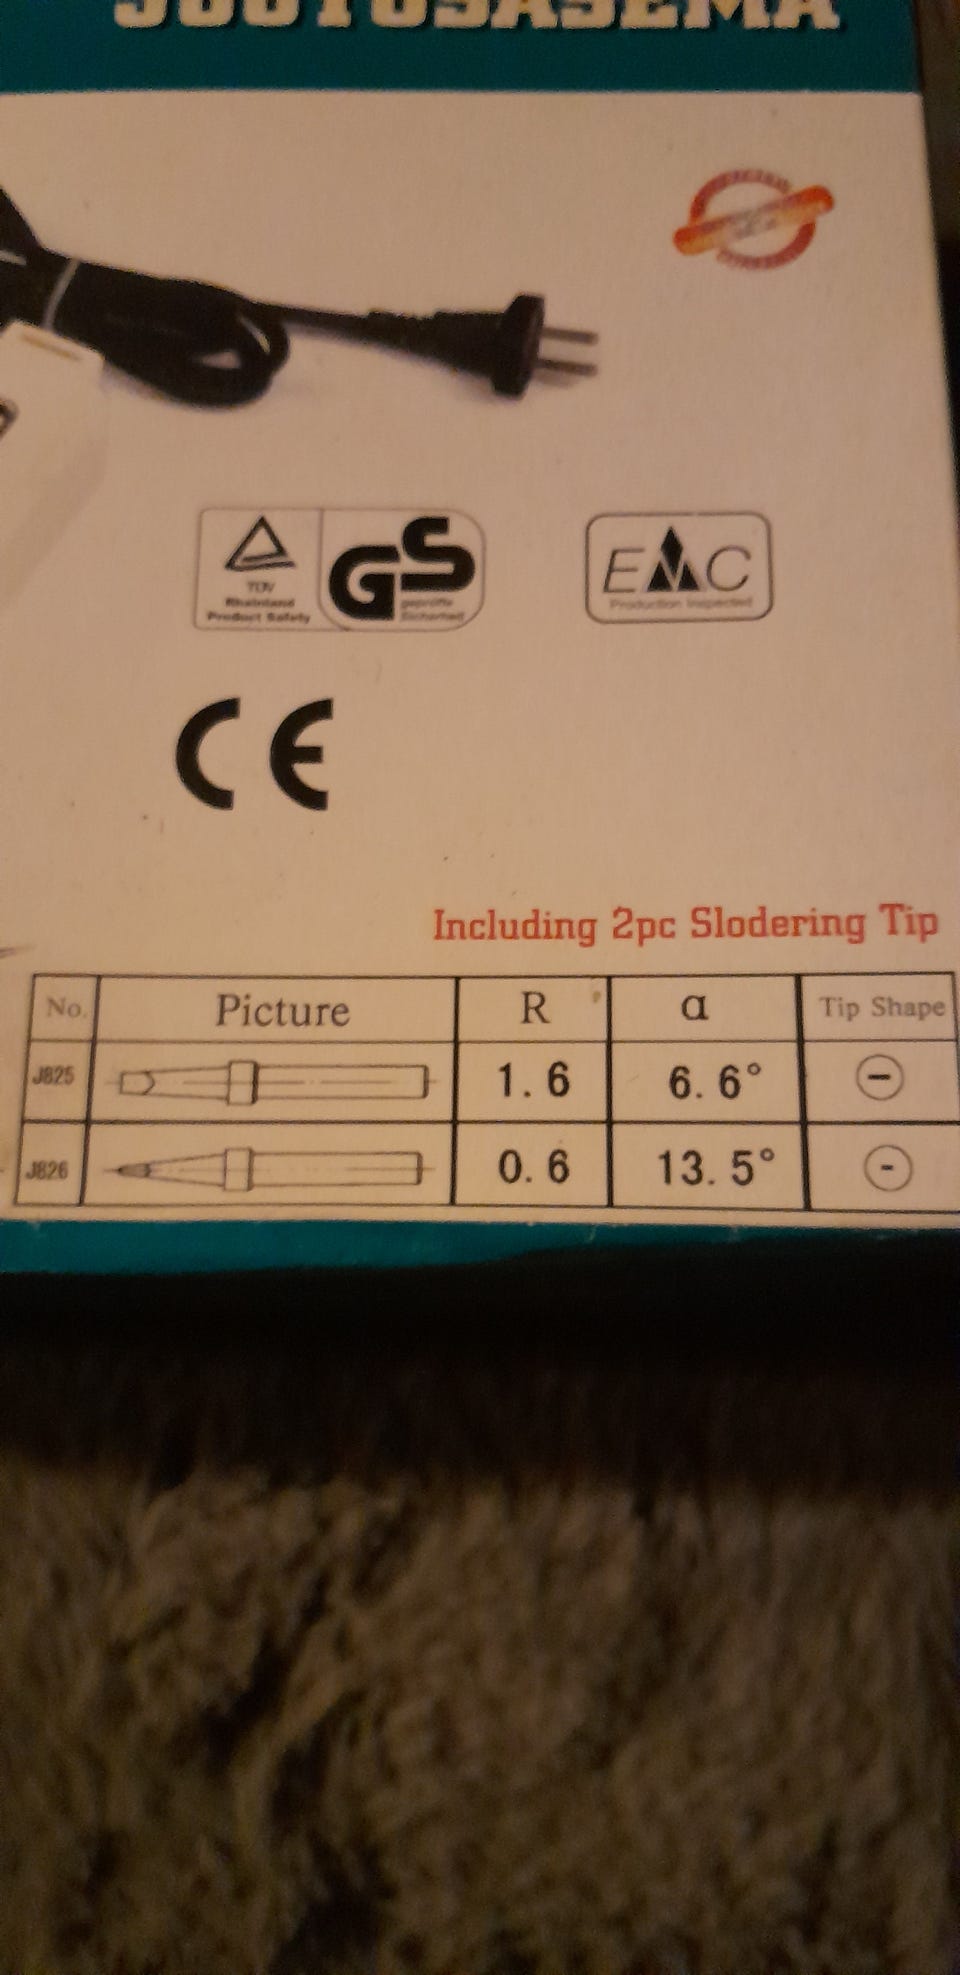 JUOTOSASEMA
TÜV
Rheinland
Product Safety
GS
geprüfte
Sicherheit
EMC
Production Inspected
CE
Including 2pc Slodering Tip
No. Picture R α Tip Shape
J825 1.6 6.6°
J826 0.6 13.5°